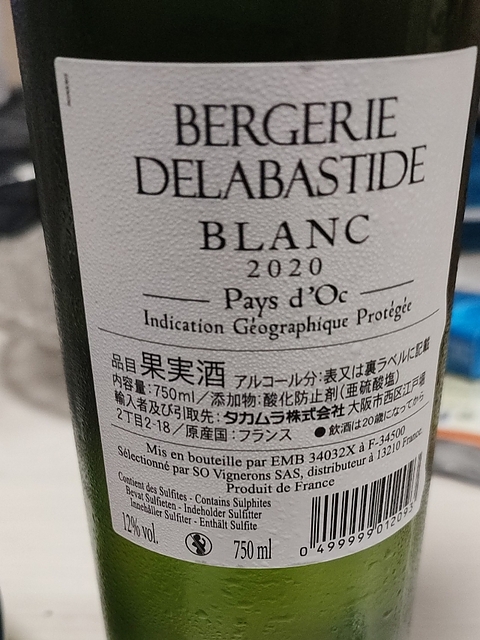 BERGERIE
DELABASTIDE
BLANC
2020
Pays d'Oc
Indication Géographique Protégée
品目 果実酒 アルコール分:表又は裏ラベルに記載
内容量:750ml/添加物:酸化防止剤(亜硫酸塩)
輸入者及び引取先:タカムラ株式会社 大阪市西区江戸堀
2丁目2-18/原産国:フランス ●飲酒は20歳になってから
Mis en bouteille par EMB 34032X à F-34500
Sélectionné par SO Vignerons SAS, distributeur à 13210 France.
Produit de France
Contient des Sulfites - Contains Sulphites
Bevat Sulfieten - Indeholder Sulfitter
Innehåller Sulfiter - Enthält Sulfite
12% vol.
750 ml